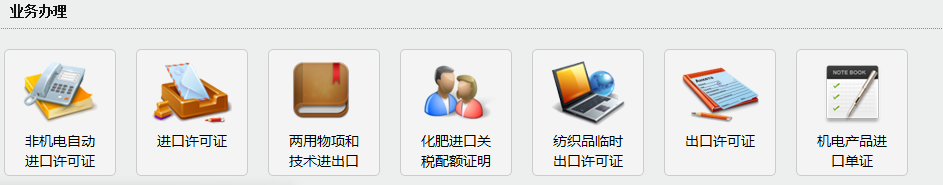 业务办理
非机电自动
进口许可证
进口许可证
两用物项和
技术进出口
化肥进口关
税配额证明
纺织品临时
出口许可证
出口许可证
机电产品进
口单证
NOTE BOOK